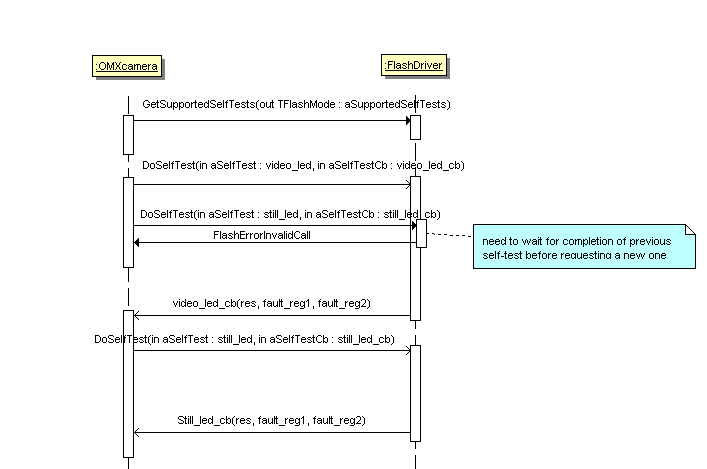 :OMXcamera
:FlashDriver
GetSupportedSelfTests(out TFlashMode : aSupportedSelfTests)
DoSelfTest(in aSelfTest : video_led, in aSelfTestCb : video_led_cb)
DoSelfTest(in aSelfTest : still_led, in aSelfTestCb : still_led_cb)
FlashErrorInvalidCall
need to wait for completion of previous
self-test before requesting a new one
video_led_cb(res, fault_reg1, fault_reg2)
DoSelfTest(in aSelfTest : still_led, in aSelfTestCb : still_led_cb)
Still_led_cb(res, fault_reg1, fault_reg2)